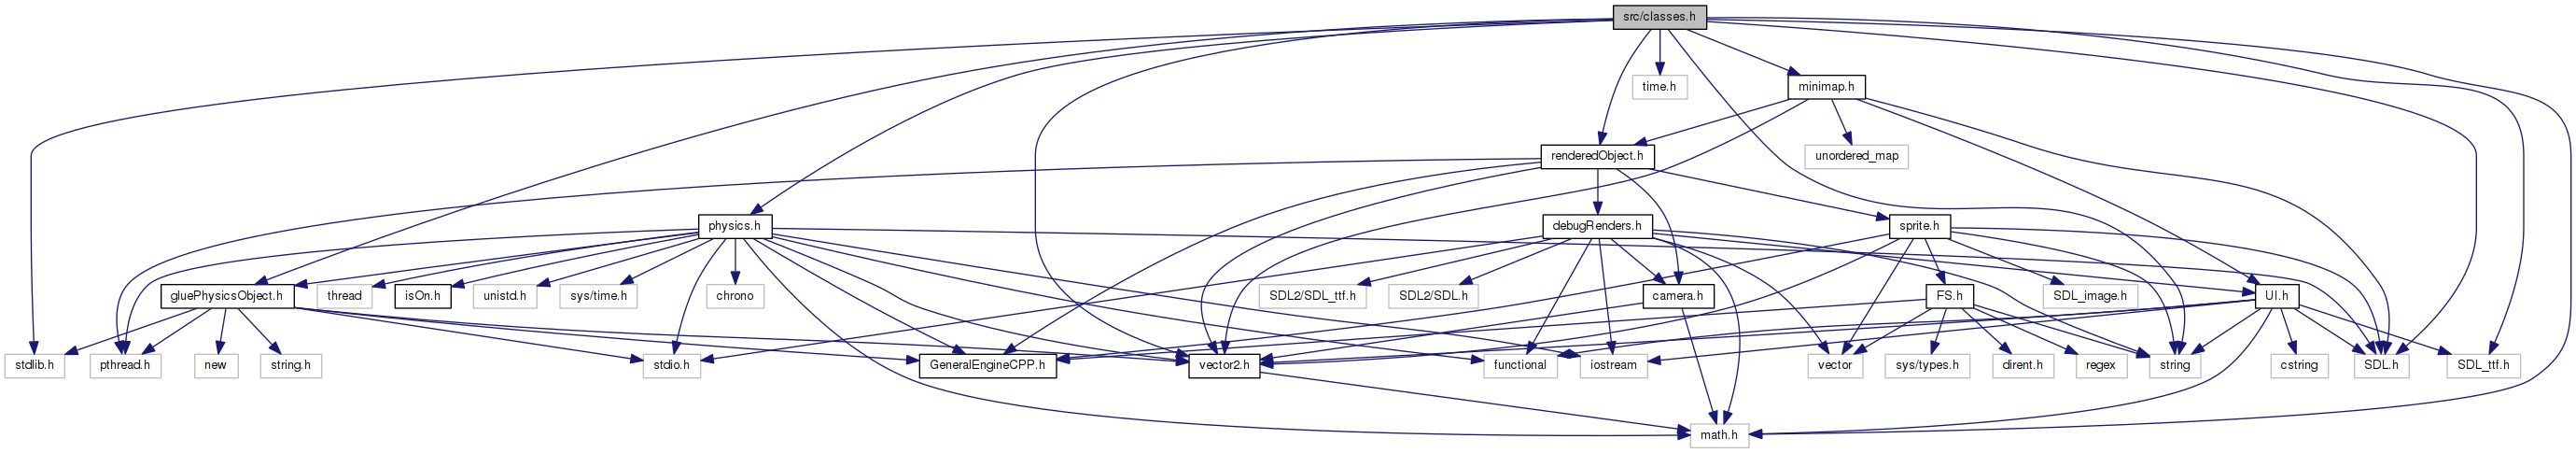 src/classes.h
time.h
minimap.h
renderedObject.h
unordered_map
physics.h
debugRenders.h
sprite.h
gluePhysicsObject.h
thread
isOn.h
unistd.h
sys/time.h
chrono
SDL2/SDL_ttf.h
SDL2/SDL.h
camera.h
FS.h
SDL_image.h
UI.h
stdlib.h
pthread.h
new
string.h
stdio.h
GeneralEngineCPP.h
vector2.h
functional
iostream
vector
sys/types.h
dirent.h
regex
string
cstring
SDL.h
SDL_ttf.h
math.h